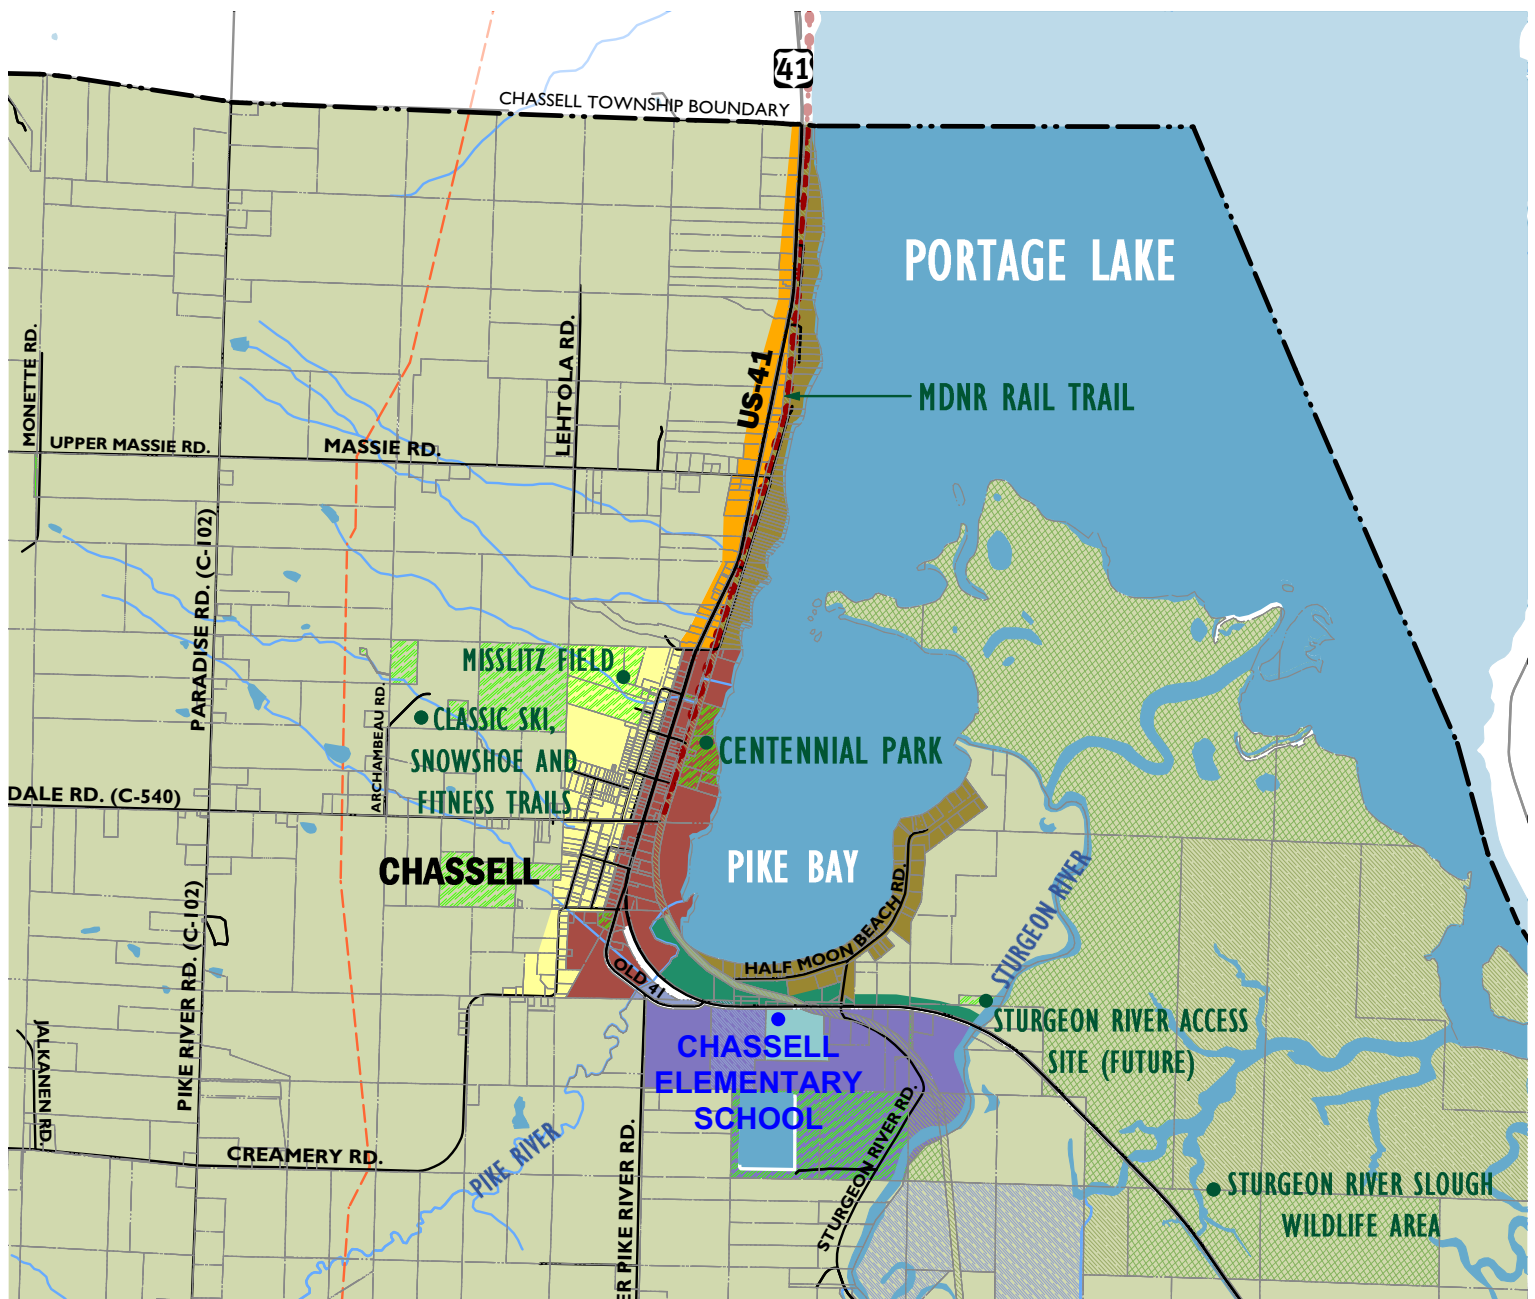 41
CHASSELL TOWNSHIP BOUNDARY
PORTAGE LAKE
MONETTE RD.
LEHTOLA RD.
US-41
MDNR RAIL TRAIL
UPPER MASSIE RD.
MASSIE RD.
PARADISE RD. (C-102)
MISSLITZ FIELD
ARCHAMBEAU RD.
CLASSIC SKI,
SNOWSHOE AND
FITNESS TRAILS
CENTENNIAL PARK
DALE RD. (C-540)
CHASSELL
PIKE BAY
HALF MOON BEACH RD.
STURGEON RIVER
PIKE RIVER RD. (C-102)
OLD 41
STURGEON RIVER ACCESS
SITE (FUTURE)
CHASSELL
ELEMENTARY
SCHOOL
JALKANEN RD.
CREAMERY RD.
PIKE RIVER
ER PIKE RIVER RD.
STURGEON RIVER RD.
STURGEON RIVER SLOUGH
WILDLIFE AREA